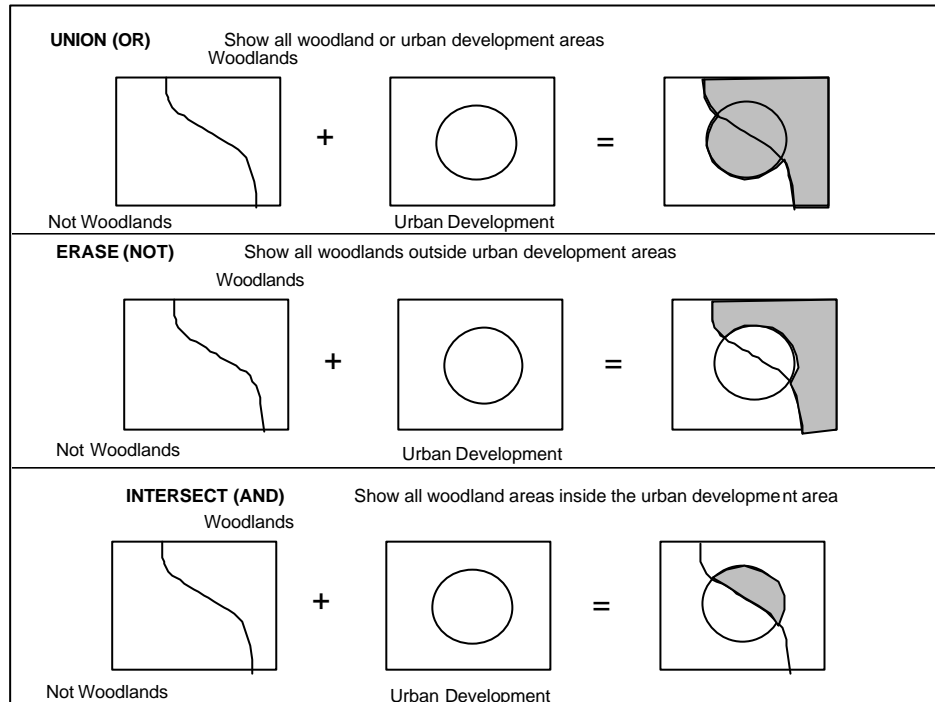 UNION (OR) Show all woodland or urban development areas
Woodlands
+ =
Not Woodlands Urban Development
ERASE (NOT) Show all woodlands outside urban development areas
Woodlands
+ =
Not Woodlands Urban Development
INTERSECT (AND) Show all woodland areas inside the urban development area
Woodlands
+ =
Not Woodlands Urban Development